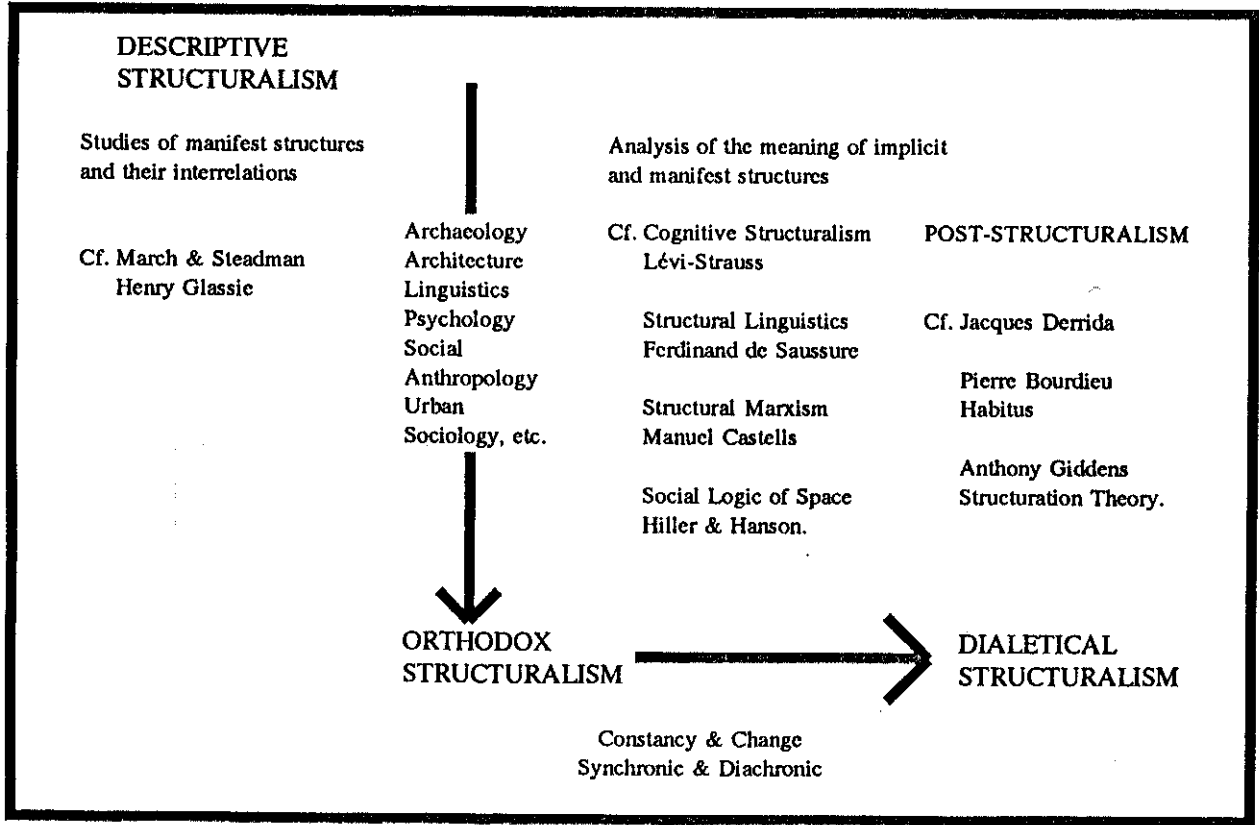 DESCRIPTIVE
STRUCTURALISM
Studies of manifest structures
and their interrelations
Cf. March & Steadman
Henry Glassie
Archaeology
Architecture
Linguistics
Psychology
Social
Anthropology
Urban
Sociology, etc.
Analysis of the meaning of implicit
and manifest structures
Cf. Cognitive Structuralism
Lévi-Strauss
Structural Linguistics
Ferdinand de Saussure
Structural Marxism
Manuel Castells
Social Logic of Space
Hiller & Hanson.
POST-STRUCTURALISM
Cf. Jacques Derrida
Pierre Bourdieu
Habitus
Anthony Giddens
Structuration Theory.
ORTHODOX
STRUCTURALISM
DIALETICAL
STRUCTURALISM
Constancy & Change
Synchronic & Diachronic